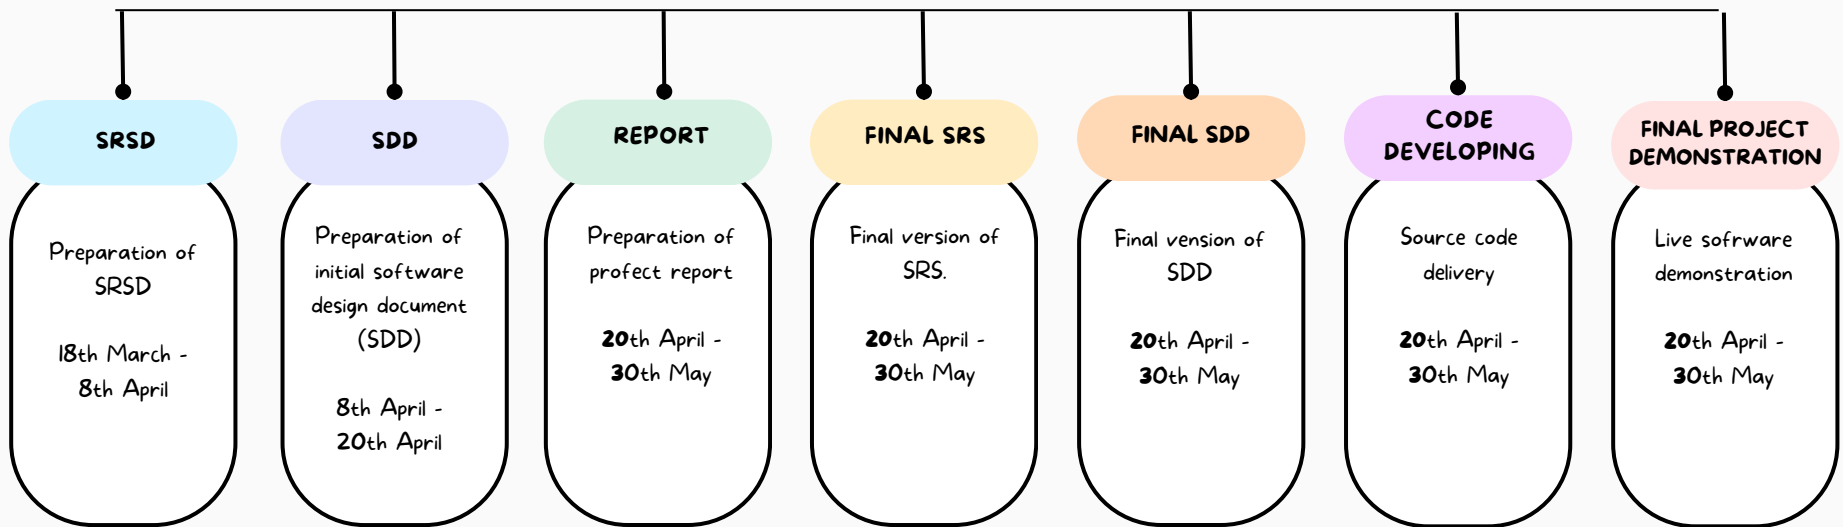 SRSD
Preparation of
SRSD
18th March -
8th April
SDD
Preparation of
initial software
design document
(SDD)
8th April -
20th April
REPORT
Preparation of
profect report
20th April -
30th May
FINAL SRS
Final version of
SRS.
20th April -
30th May
FINAL SDD
Final vension of
SDD
20th April -
30th May
CODE
DEVELOPING
Source code
delivery
20th April -
30th May
FINAL PROJECT
DEMONSTRATION
Live sofrware
demonstration
20th April -
30th May